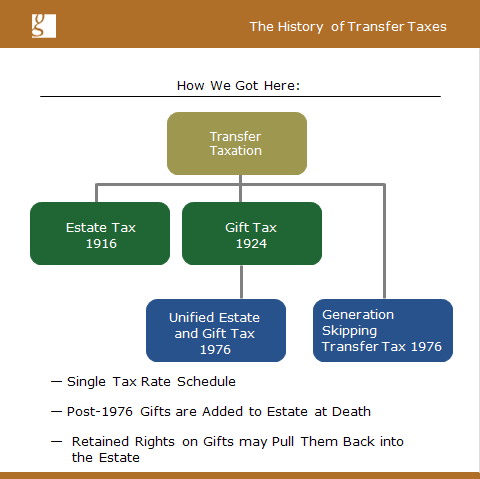 g
The History of Transfer Taxes
How We Got Here:
Transfer
Taxation
Estate Tax
1916
Gift Tax
1924
Unified Estate
and Gift Tax
1976
Generation
Skipping
Transfer Tax 1976
— Single Tax Rate Schedule
— Post-1976 Gifts are Added to Estate at Death
— Retained Rights on Gifts may Pull Them Back into
the Estate